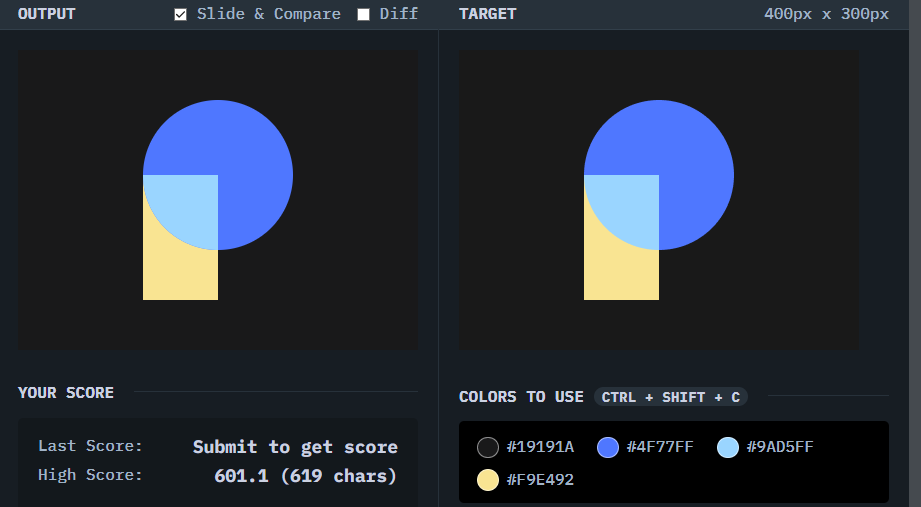 OUTPUT
Slide & Compare
Diff
TARGET
400px x 300px
YOUR SCORE
Last Score: Submit to get score
High Score: 601.1 (619 chars)
COLORS TO USE CTRL + SHIFT + C
#19191A #4F77FF #9AD5FF
#F9E492